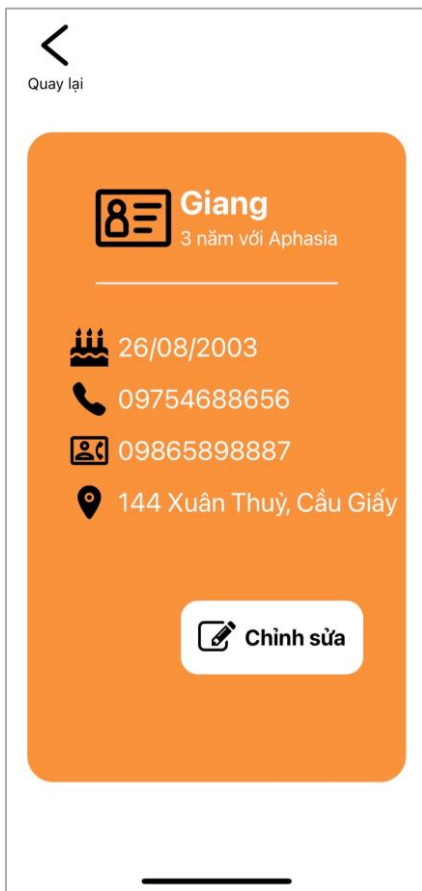 Quay lại
Giang
3 năm với Aphasia
26/08/2003
09754688656
09865898887
144 Xuân Thuỷ, Cầu Giấy
Chỉnh sửa